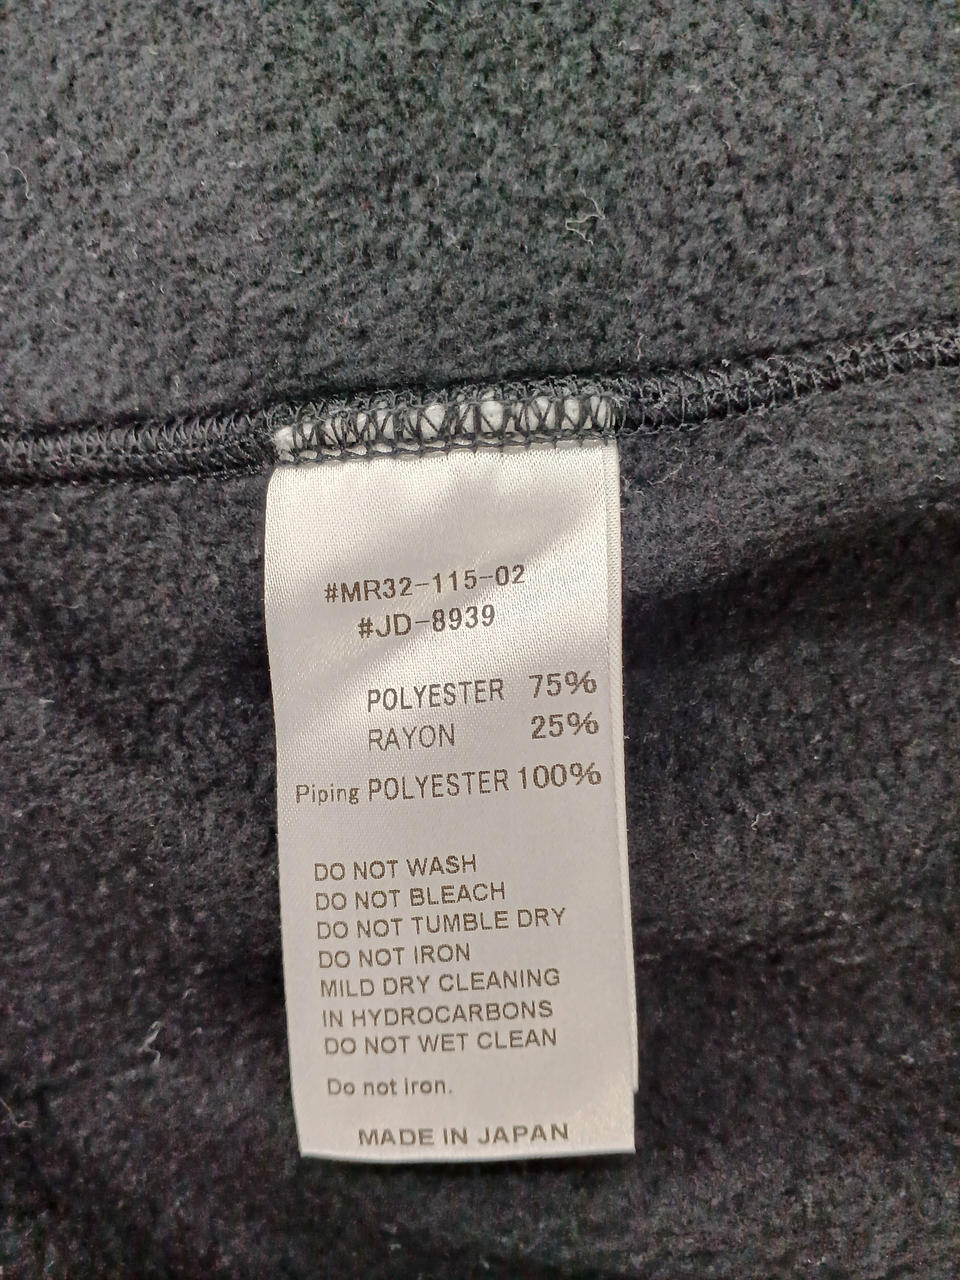 #MR32-115-02
#JD-8939
POLYESTER 75%
RAYON 25%
Piping POLYESTER 100%
DO NOT WASH
DO NOT BLEACH
DO NOT TUMBLE DRY
DO NOT IRON
MILD DRY CLEANING
IN HYDROCARBONS
DO NOT WET CLEAN
Do not iron.
MADE IN JAPAN